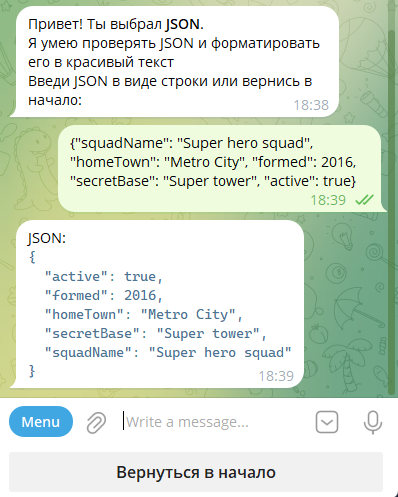 Привет! Ты выбрал JSON.
Я умею проверять JSON и форматировать
его в красивый текст
Введи JSON в виде строки или вернись в
начало:
18:38
{"squadName": "Super hero squad",
"homeTown": "Metro City", "formed": 2016,
"secretBase": "Super tower", "active": true}
18:39
JSON:
{
  "active": true,
  "formed": 2016,
  "homeTown": "Metro City",
  "secretBase": "Super tower",
  "squadName": "Super hero squad"
}
18:39
Menu
Write a message...
Вернуться в начало